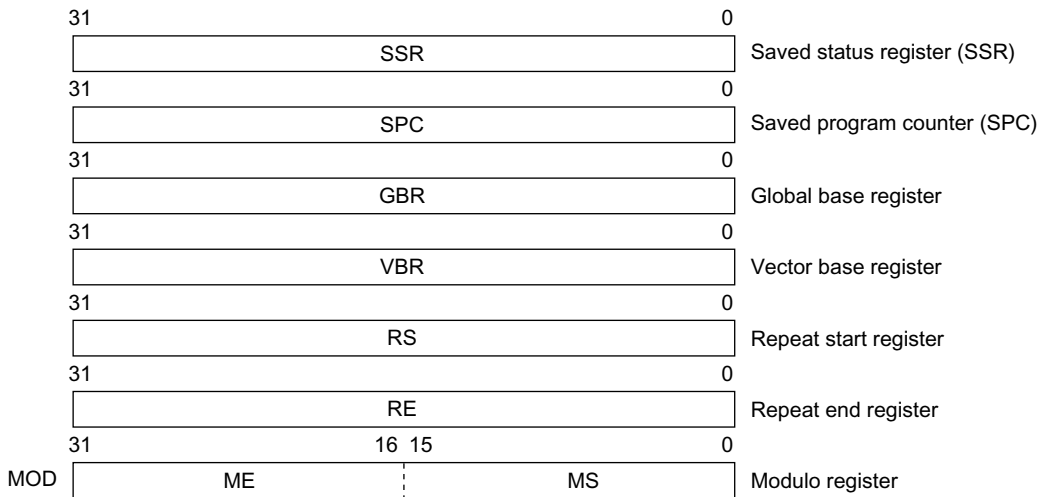 31 0
SSR Saved status register (SSR)
31 0
SPC Saved program counter (SPC)
31 0
GBR Global base register
31 0
VBR Vector base register
31 0
RS Repeat start register
31 0
RE Repeat end register
31 16 15 0
MOD ME MS Modulo register